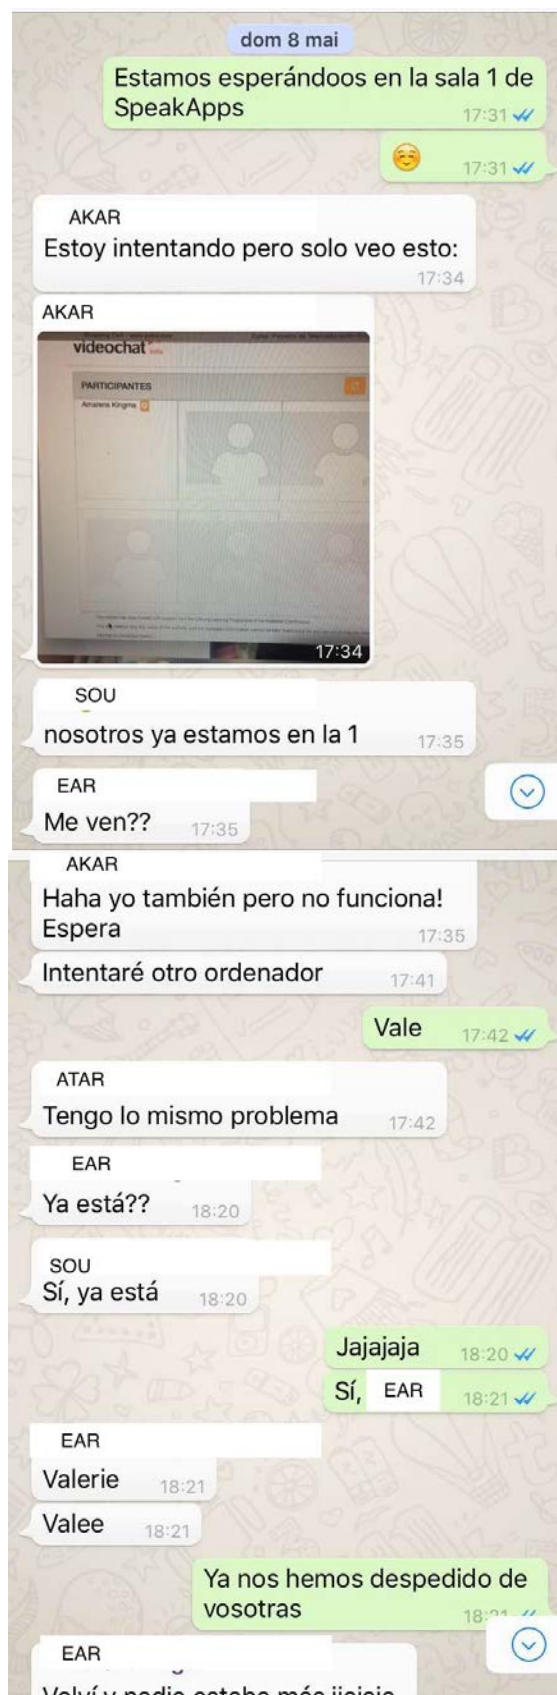 dom 8 mai
Estamos esperándoos en la sala 1 de
SpeakApps
17:31
17:31
AKAR
Estoy intentando pero solo veo esto:
17:34
AKAR
videochat
PARTICIPANTES
17:34
SOU
nosotros ya estamos en la 1
17:35
EAR
Me ven??
17:35
AKAR
Haha yo también pero no funciona!
Espera
17:35
Intentaré otro ordenador
17:41
Vale
17:42
ATAR
Tengo lo mismo problema
17:42
EAR
Ya está??
18:20
SOU
Sí, ya está
18:20
Jajajaja
18:20
Sí, EAR
18:21
EAR
Valerie
18:21
Valee
18:21
Ya nos hemos despedido de
vosotras
EAR